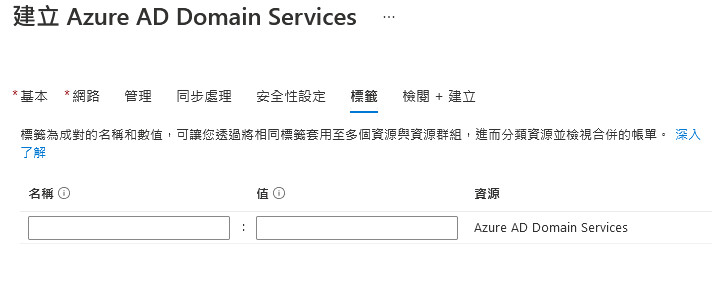 建立 Azure AD Domain Services ...
*基本 *網路 管理 同步處理 安全性設定 標籤 檢閱 + 建立
標籤為成對的名稱和數值，可讓您透過將相同標籤套用至多個資源與資源群組，進而分類資源並檢視合併的帳單。 深入
了解
名稱 值 資源
: Azure AD Domain Services